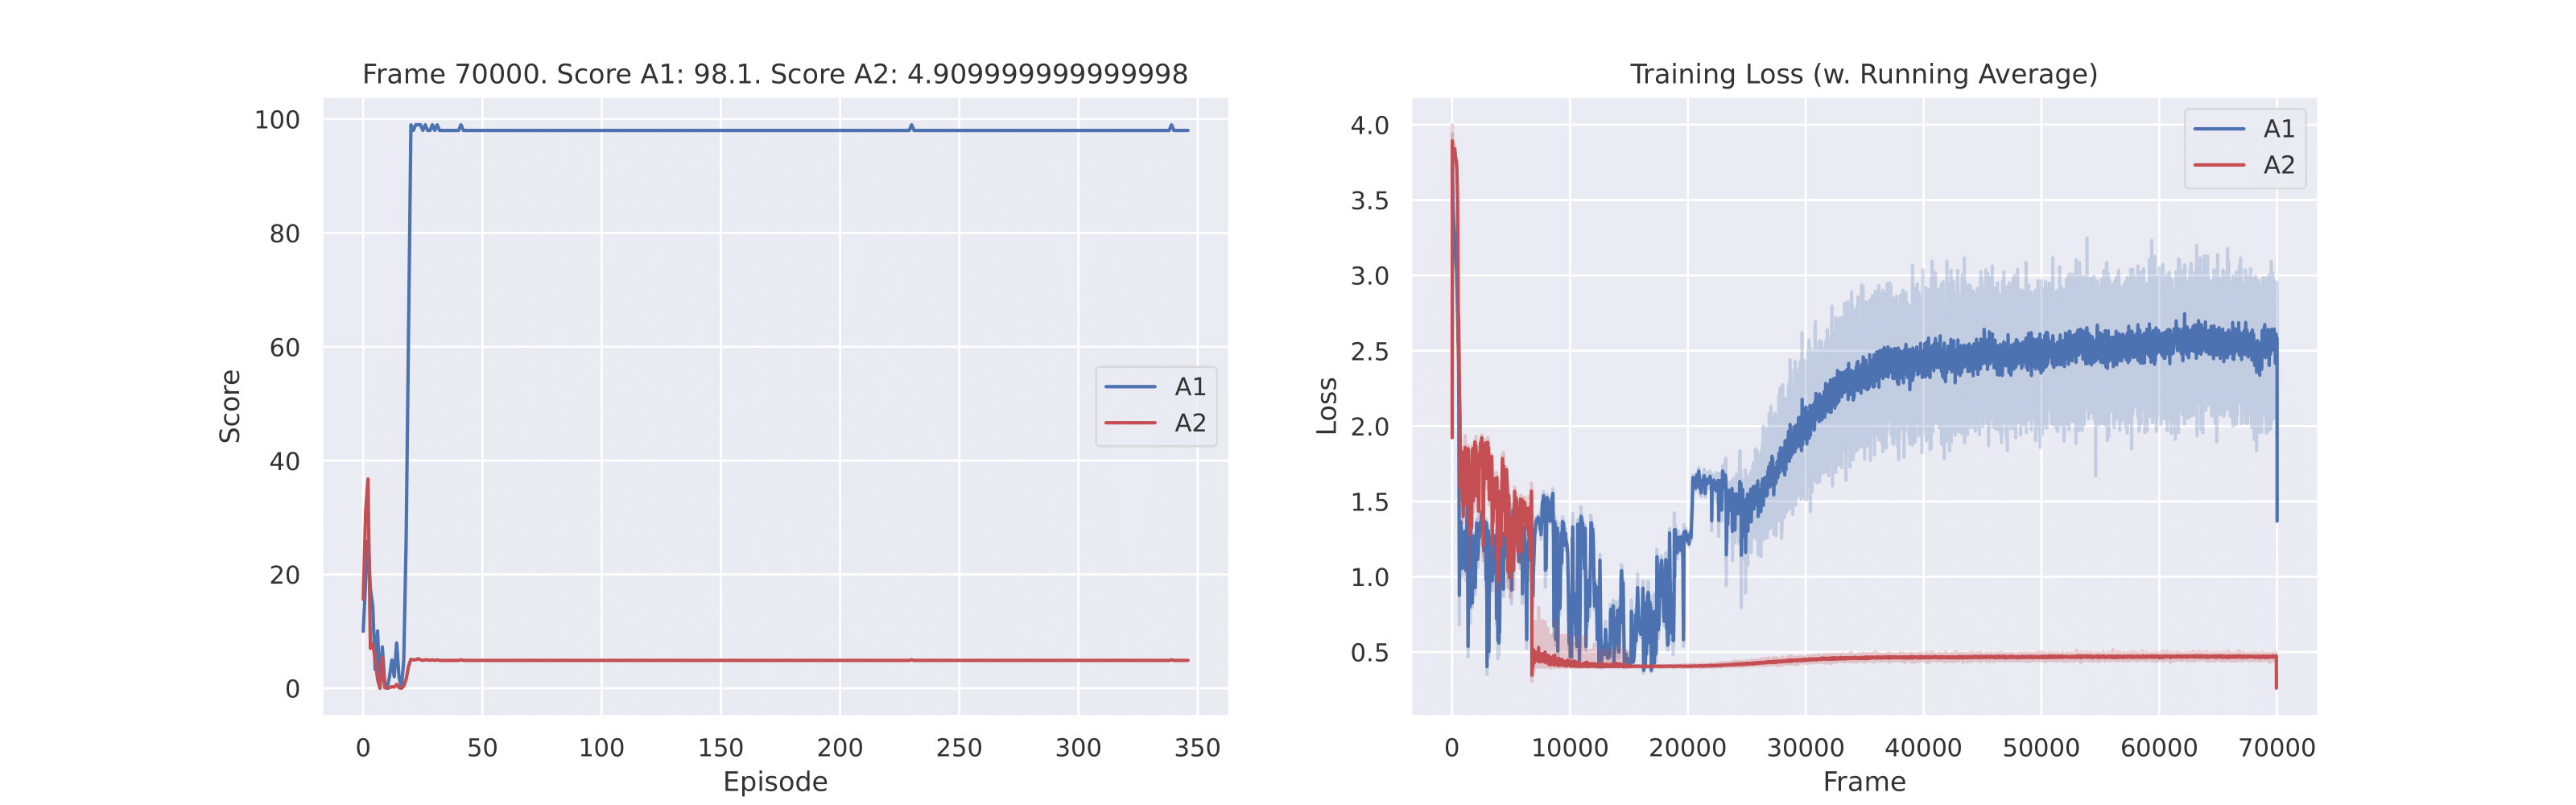 Frame 70000. Score A1: 98.1. Score A2: 4.909999999999998
100
80
60
40
20
0
Score
A1
A2
0 50 100 150 200 250 300 350
Episode
Training Loss (w. Running Average)
4.0
3.5
3.0
2.5
2.0
1.5
1.0
0.5
Loss
A1
A2
0 10000 20000 30000 40000 50000 60000 70000
Frame